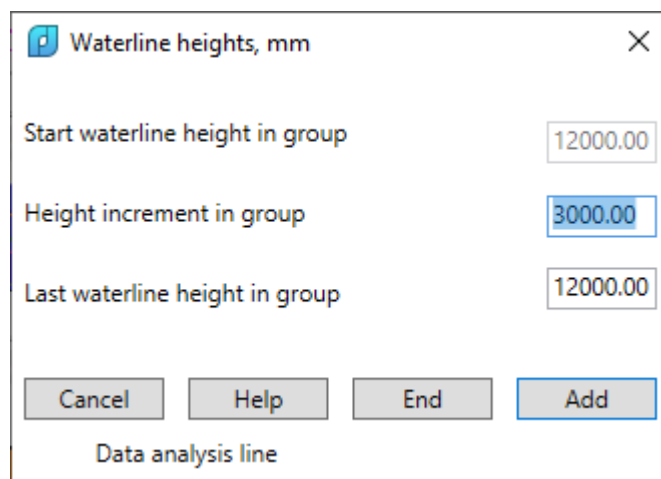 Waterline heights, mm
Start waterline height in group 12000.00
Height increment in group 3000.00
Last waterline height in group 12000.00
Cancel Help End Add
Data analysis line